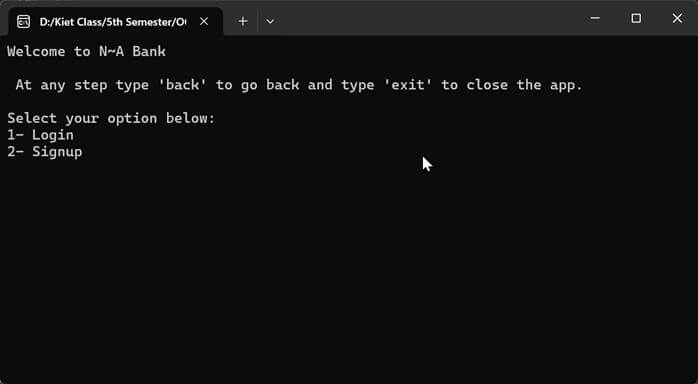 D:/Kiet Class/5th Semester/O
Welcome to N~A Bank
At any step type 'back' to go back and type 'exit' to close the app.
Select your option below:
1- Login
2- Signup